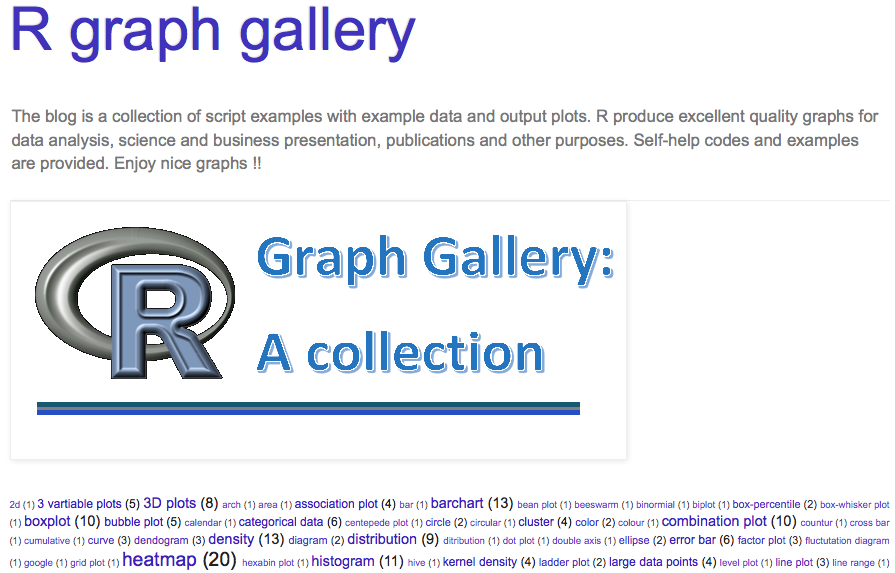 R graph gallery
The blog is a collection of script examples with example data and output plots. R produce excellent quality graphs for
data analysis, science and business presentation, publications and other purposes. Self-help codes and examples
are provided. Enjoy nice graphs !!
R
Graph Gallery:
A collection
2d (1) 3 vartiable plots (5) 3D plots (8) arch (1) area (1) association plot (4) bar (1) barchart (13) bean plot (1) beeswarm (1) binormial (1) biplot (1) box-percentile (2) box-whisker plot
(1) boxplot (10) bubble plot (5) calendar (1) categorical data (6) centepede plot (1) circle (2) circular (1) cluster (4) color (2) colour (1) combination plot (10) countur (1) cross bar
(1) cumulative (1) curve (3) dendogram (3) density (13) diagram (2) distribution (9) ditribution (1) dot plot (1) double axis (1) ellipse (2) error bar (6) factor plot (3) fluctutation diagram
(1) google (1) grid plot (1) heatmap (20) hexabin plot (1) histogram (11) hive (1) kernel density (4) ladder plot (2) large data points (4) level plot (1) line plot (3) line range (1)